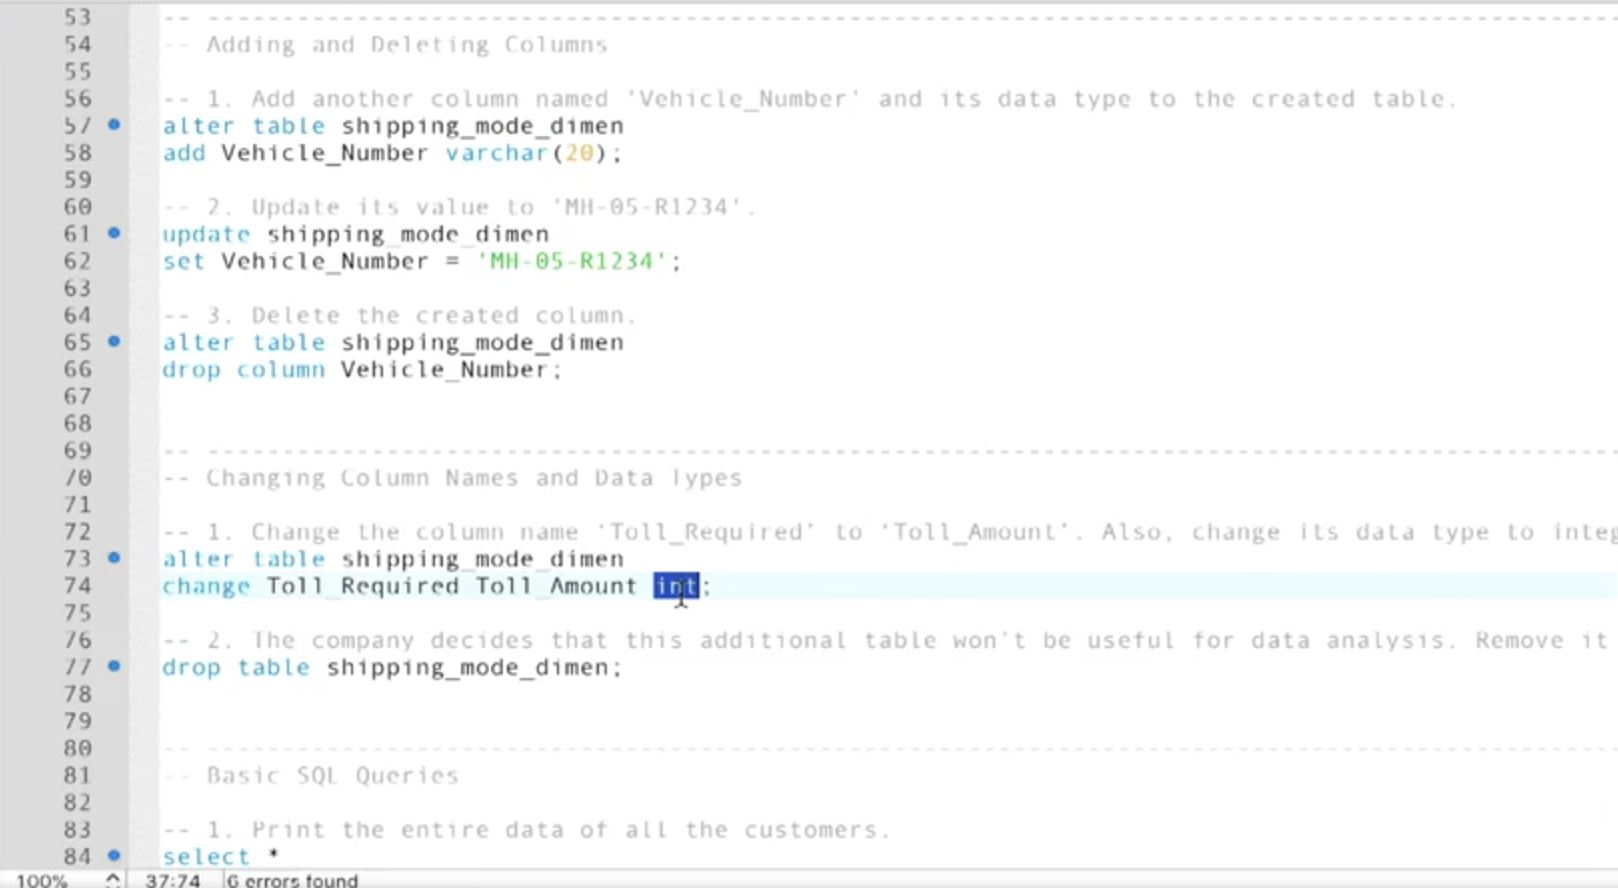 53 -- --------------------------------------------------------------------------------
54 -- Adding and Deleting Columns
55
56 -- 1. Add another column named 'Vehicle_Number' and its data type to the created table.
57 alter table shipping_mode_dimen
58 add Vehicle_Number varchar(20);
59
60 -- 2. Update its value to 'MH-05-R1234'.
61 update shipping_mode_dimen
62 set Vehicle_Number = 'MH-05-R1234';
63
64 -- 3. Delete the created column.
65 alter table shipping_mode_dimen
66 drop column Vehicle_Number;
67
68
69 -- --------------------------------------------------------------------------------
70 -- Changing Column Names and Data Types
71
72 -- 1. Change the column name 'Toll_Required' to 'Toll_Amount'. Also, change its data type to integ
73 alter table shipping_mode_dimen
74 change Toll_Required Toll_Amount int;
75
76 -- 2. The company decides that this additional table won't be useful for data analysis. Remove it
77 drop table shipping_mode_dimen;
78
79
80 -- --------------------------------------------------------------------------------
81 -- Basic SQL Queries
82
83 -- 1. Print the entire data of all the customers.
84 select *
100% 37:74 6 errors found